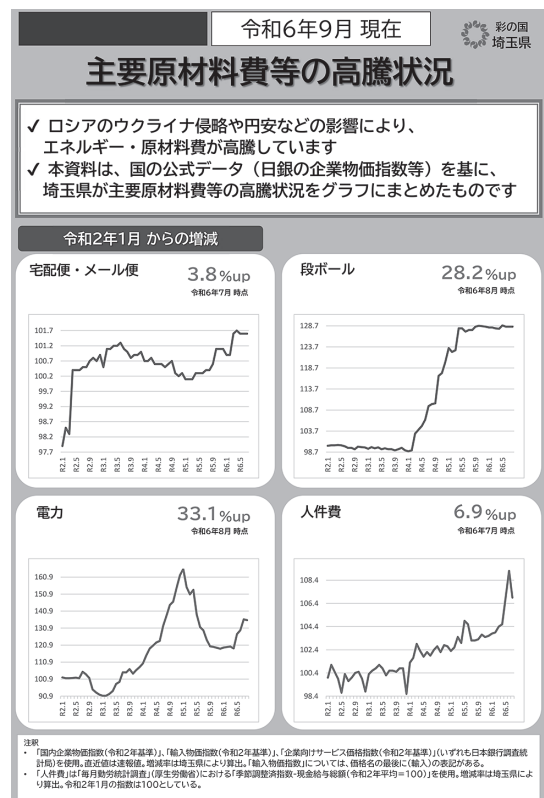 令和6年9月 現在
彩の国
埼玉県
主要原材料費等の高騰状況
✓ ロシアのウクライナ侵略や円安などの影響により、
エネルギー・原材料費が高騰しています
✓ 本資料は、国の公式データ（日銀の企業物価指数等）を基に、
埼玉県が主要原材料費等の高騰状況をグラフにまとめたものです
令和2年1月 からの増減
宅配便・メール便
3.8%up
令和6年7月 時点
101.7
101.2
100.7
100.2
99.7
99.2
98.7
98.2
97.7
R2.1 R2.5 R2.9 R3.1 R3.5 R3.9 R4.1 R4.5 R4.9 R5.1 R5.5 R5.9 R6.1 R6.5
段ボール
28.2%up
令和6年8月 時点
128.7
123.7
118.7
113.7
108.7
103.7
98.7
R2.1 R2.5 R2.9 R3.1 R3.5 R3.9 R4.1 R4.5 R4.9 R5.1 R5.5 R5.9 R6.1 R6.5
電力
33.1%up
令和6年8月 時点
160.9
150.9
140.9
130.9
120.9
110.9
100.9
90.9
R2.1 R2.5 R2.9 R3.1 R3.5 R3.9 R4.1 R4.5 R4.9 R5.1 R5.5 R5.9 R6.1 R6.5
人件費
6.9%up
令和6年7月 時点
108.4
106.4
104.4
102.4
100.4
98.4
R2.1 R2.5 R2.9 R3.1 R3.5 R3.9 R4.1 R4.5 R4.9 R5.1 R5.5 R5.9 R6.1 R6.5
注釈
・ 「国内企業物価指数(令和2年基準)」、「輸入物価指数(令和2年基準)」、「企業向けサービス価格指数(令和2年基準)」(いずれも日本銀行調査統
計局)を使用。直近値は速報値。増減率は埼玉県により算出。「輸入物価指数」については、価格名の最後に(輸入)の表記がある。
・ 「人件費」は「毎月勤労統計調査」(厚生労働省)における「季節調整済指数・現金給与総額(令和2年平均＝100)」を使用。増減率は埼玉県によ
り算出。令和2年1月の指数は100としている。